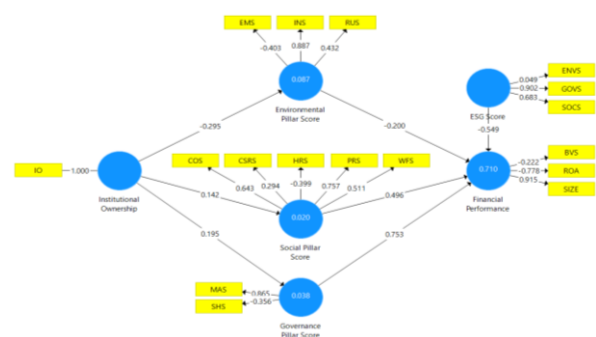 EMS INS RUS
-0.403 0.887 0.432
0.087
Environmental
Pillar Score
ENVS
GOVS
SOCS
0.049
0.902
0.683
ESG Score
-0.549
-0.295
-0.200
IO
1.000
Institutional
Ownership
COS CSRS HRS PRS WFS
0.643 0.294 -0.399 0.757 0.511
0.142
0.020
0.496
Social Pillar
Score
BVS
ROA
SIZE
-0.222
-0.778
0.915
0.710
Financial
Performance
0.195
0.753
MAS
SHS
0.865
-0.356
0.038
Governance
Pillar Score